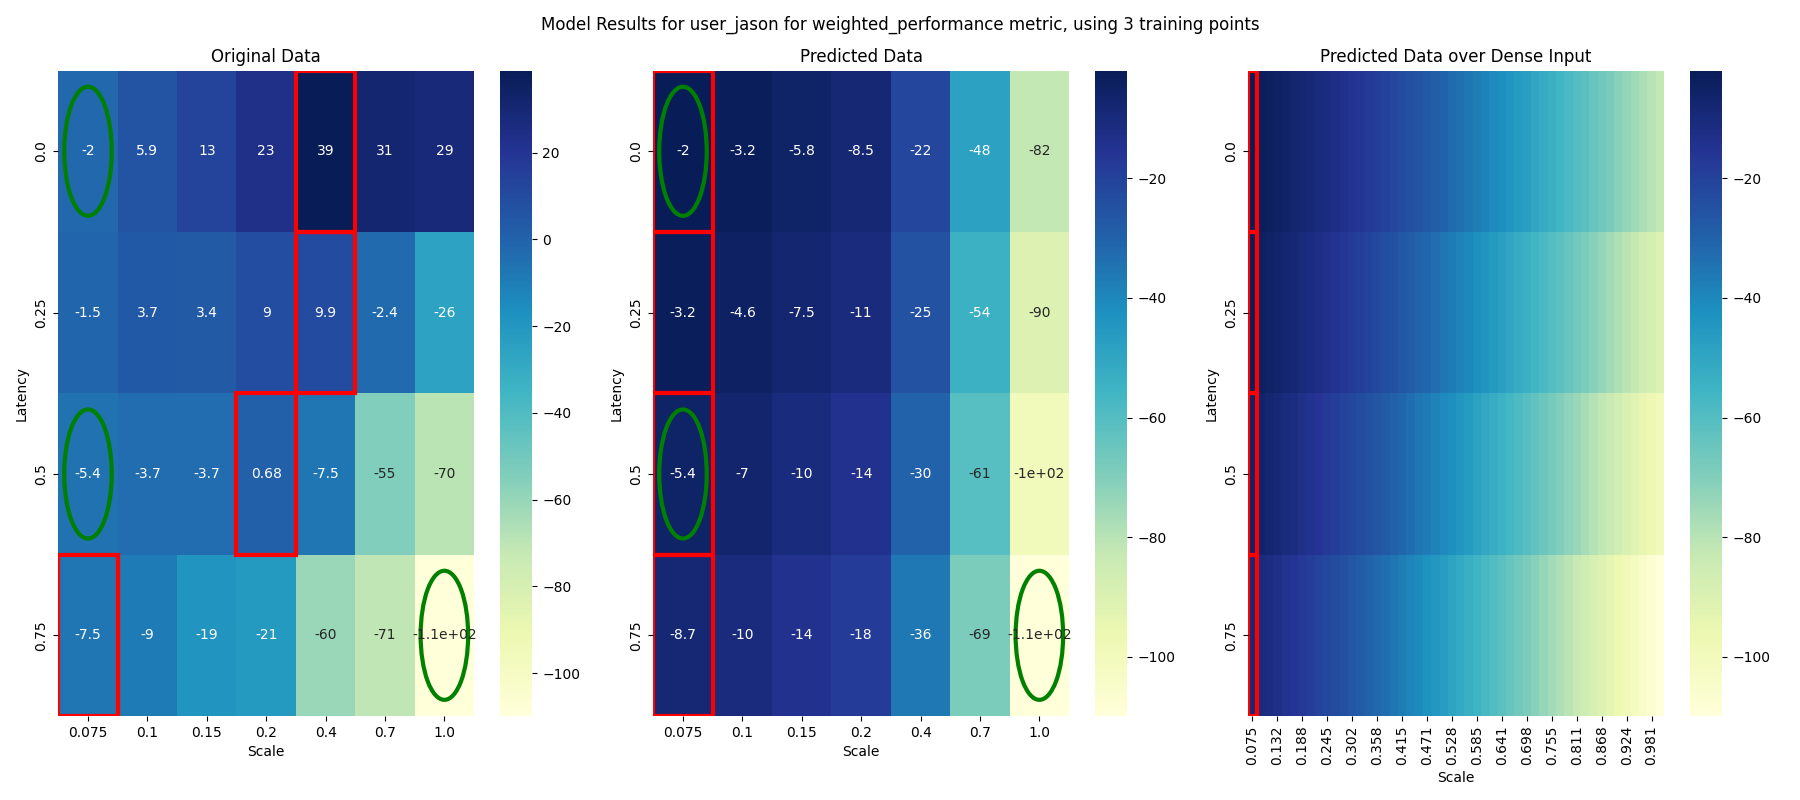 Model Results for user_jason for weighted_performance metric, using 3 training points
Original Data
0.0 -2 5.9 13 23 39 31 29
0.25 -1.5 3.7 3.4 9 9.9 -2.4 -26
0.5 -5.4 -3.7 -3.7 0.68 -7.5 -55 -70
0.75 -7.5 -9 -19 -21 -60 -71 -1.1e+02
0.075 0.1 0.15 0.2 0.4 0.7 1.0
Scale
Latency
20
0
−20
−40
−60
−80
−100
Predicted Data
0.0 -2 -3.2 -5.8 -8.5 -22 -48 -82
0.25 -3.2 -4.6 -7.5 -11 -25 -54 -90
0.5 -5.4 -7 -10 -14 -30 -61 -1e+02
0.75 -8.7 -10 -14 -18 -36 -69 -1.1e+02
0.075 0.1 0.15 0.2 0.4 0.7 1.0
Scale
Latency
−20
−40
−60
−80
−100
Predicted Data over Dense Input
0.0
0.25
0.5
0.75
0.075 0.132 0.188 0.245 0.302 0.358 0.415 0.471 0.528 0.585 0.641 0.698 0.755 0.811 0.868 0.924 0.981
Scale
Latency
−20
−40
−60
−80
−100